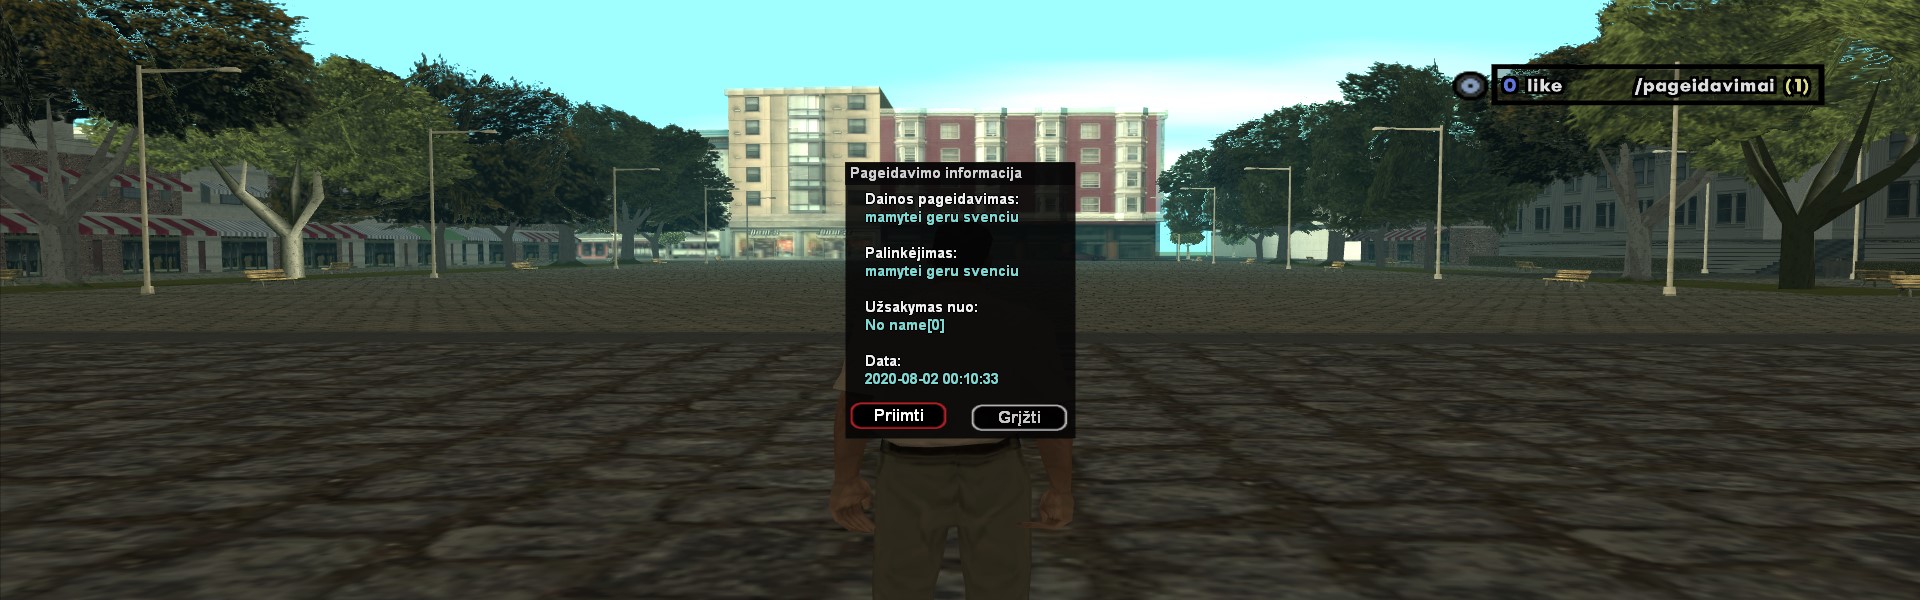 0 like /pageidavimai (1)
Pageidavimo informacija
Dainos pageidavimas:
mamytei geru svenciu
Palinkėjimas:
mamytei geru svenciu
Užsakymas nuo:
No name[0]
Data:
2020-08-02 00:10:33
Priimti
Grįžti